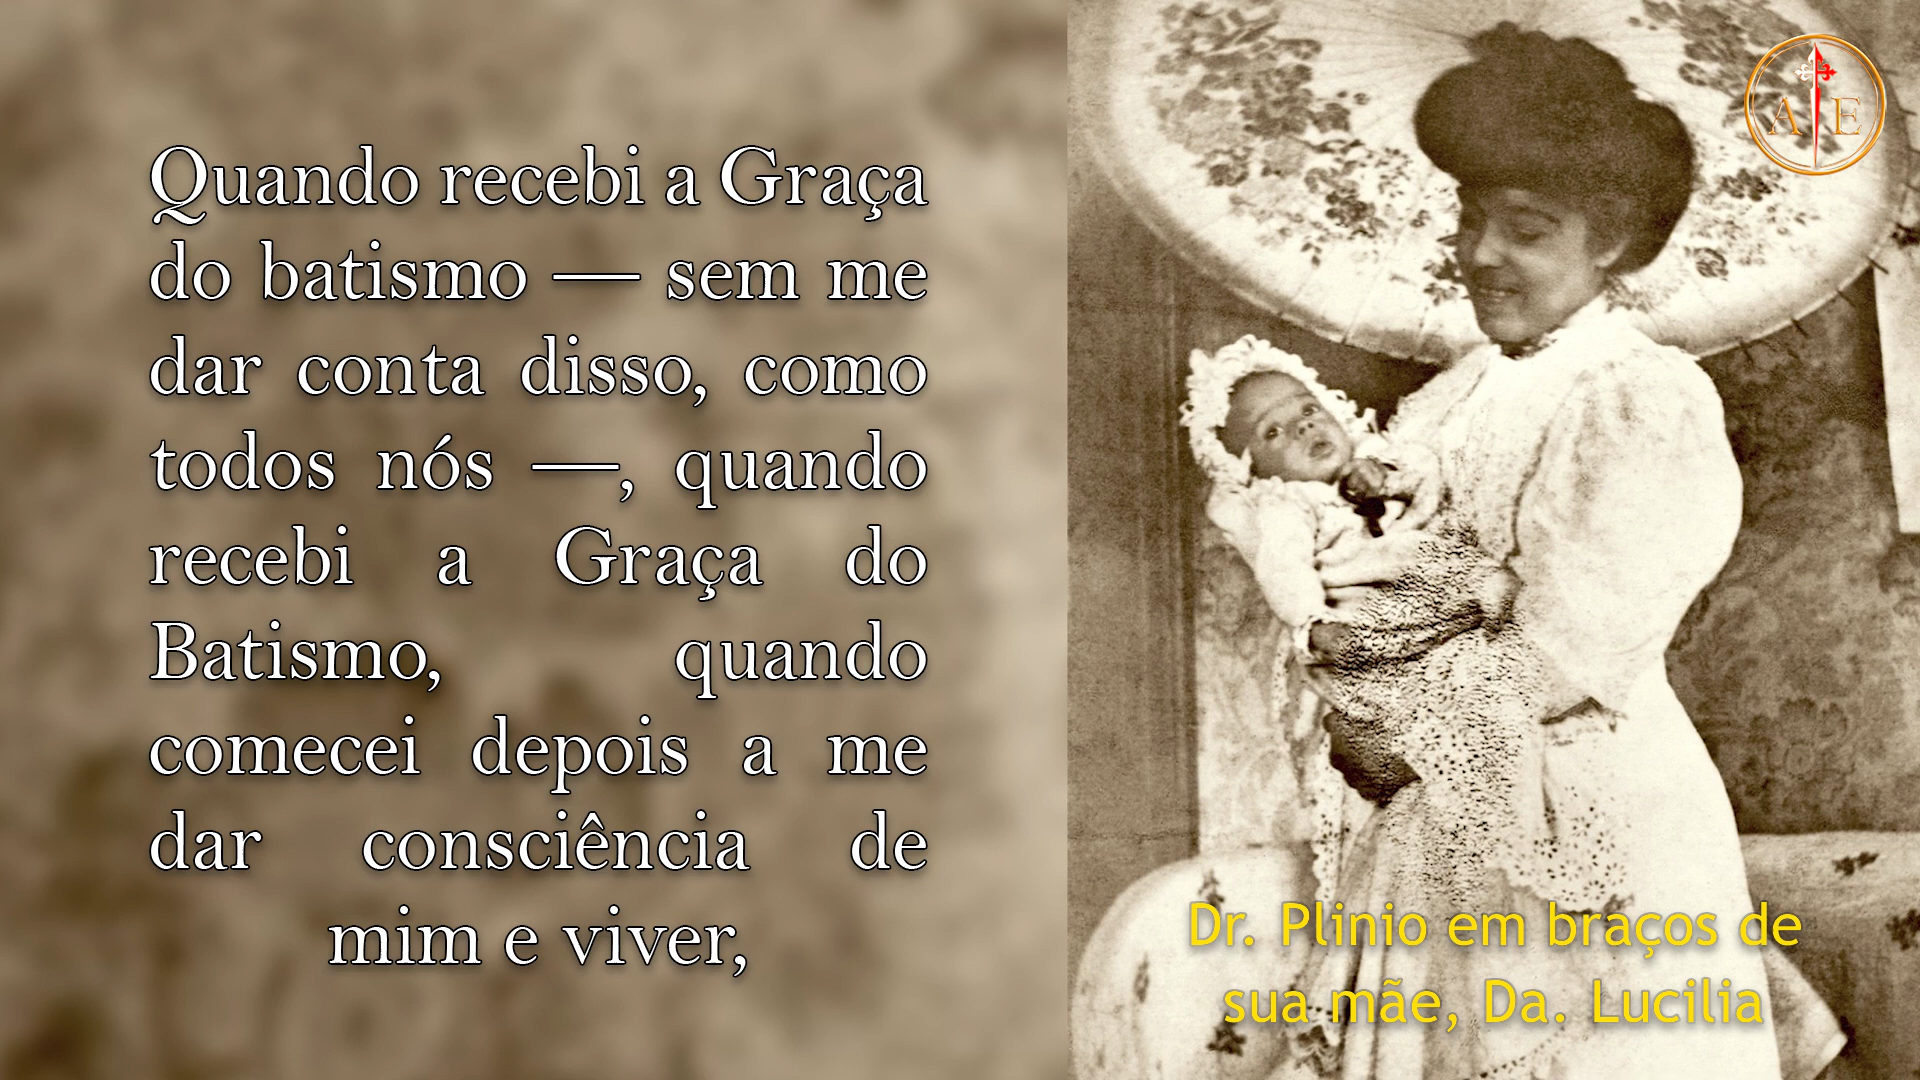 Quando recebi a Graça
do batismo — sem me
dar conta disso, como
todos nós —, quando
recebi a Graça do
Batismo, quando
comecei depois a me
dar consciência de
mim e viver,
A E
Dr. Plinio em braços de
sua mãe, Da. Lucilia